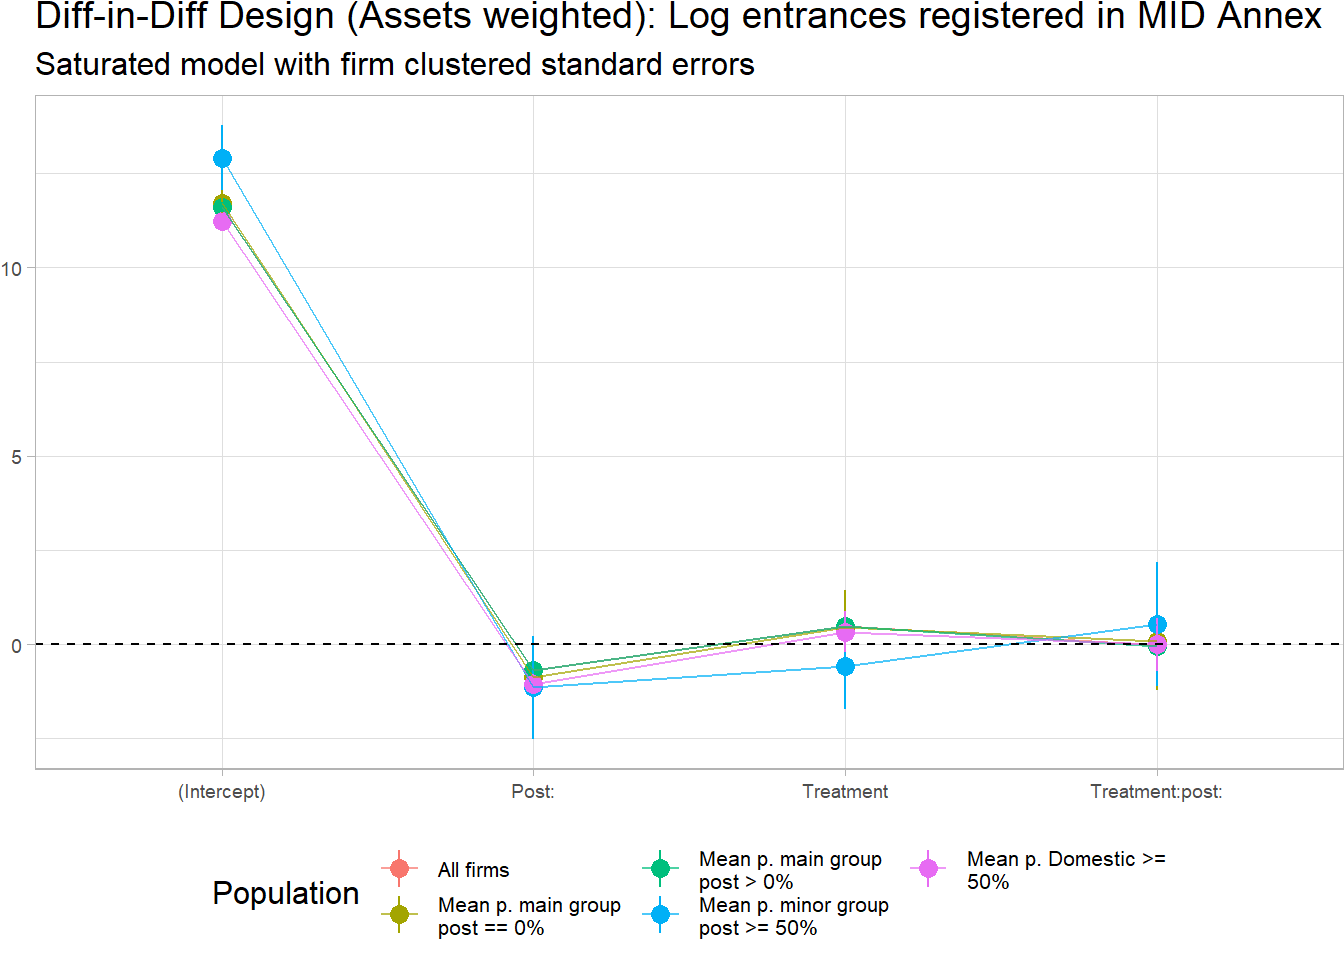 Diff-in-Diff Design (Assets weighted): Log entrances registered in MID Annex
Saturated model with firm clustered standard errors
10
5
0
(Intercept)
Post:
Treatment
Treatment:post:
Population
All firms
Mean p. main group
post == 0%
Mean p. main group
post > 0%
Mean p. minor group
post >= 50%
Mean p. Domestic >=
50%